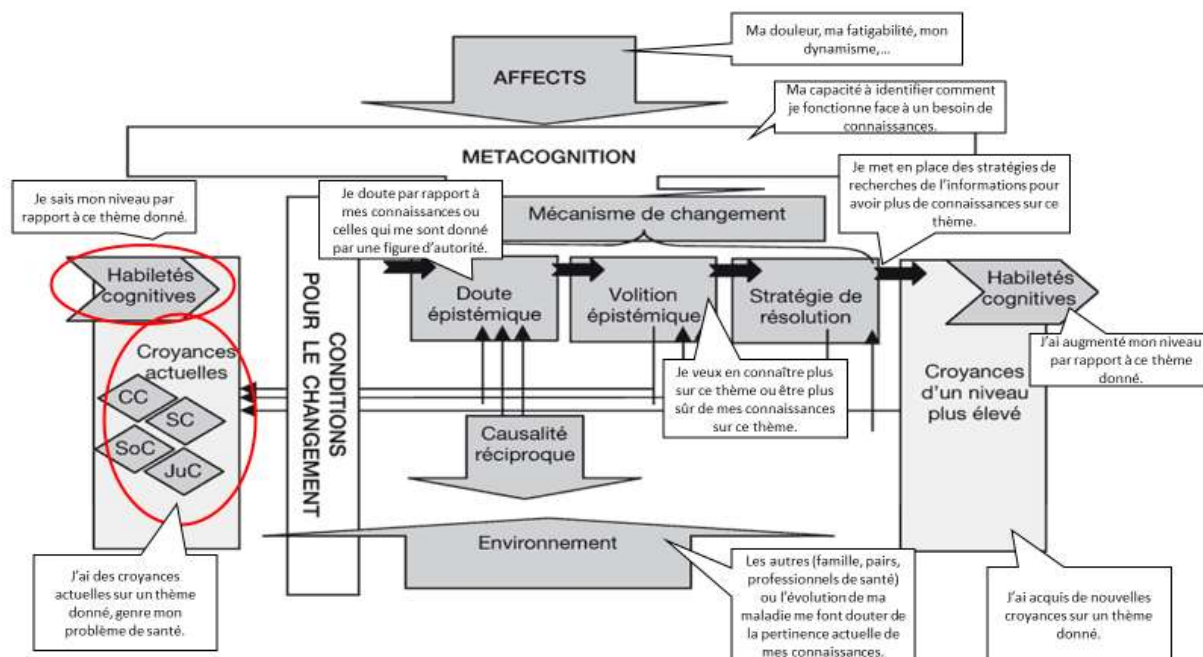 Ma douleur, ma fatigabilité, mon
dynamisme,...
AFFECTS
Ma capacité à identifier comment
je fonctionne face à un besoin de
connaissances.
METACOGNITION
Je sais mon niveau par
rapport à ce thème donné.
Je doute par rapport à
mes connaissances ou
celles qui me sont donné
par une figure d'autorité.
Mécanisme de changement
Je met en place des stratégies de
recherches de l'informations pour
avoir plus de connaissances sur ce
thème.
Habiletés
cognitives
CONDITIONS
POUR LE CHANGEMENT
Doute
épistémique
Volition
épistémique
Stratégie de
résolution
Habiletés
cognitives
Croyances
actuelles
CC
SC
SoC
JuC
Je veux en connaître plus
sur ce thème ou être plus
sûr de mes connaissances
sur ce thème.
Croyances
d'un niveau
plus élevé
J'ai augmenté mon niveau
par rapport à ce thème
donné.
Causalité
réciproque
Environnement
J'ai des croyances
actuelles sur un thème
donné, genre mon
problème de santé.
Les autres (famille, pairs,
professionnels de santé)
ou l'évolution de ma
maladie me font douter de
la pertinence actuelle de
mes connaissances.
J'ai acquis de nouvelles
croyances sur un thème
donné.